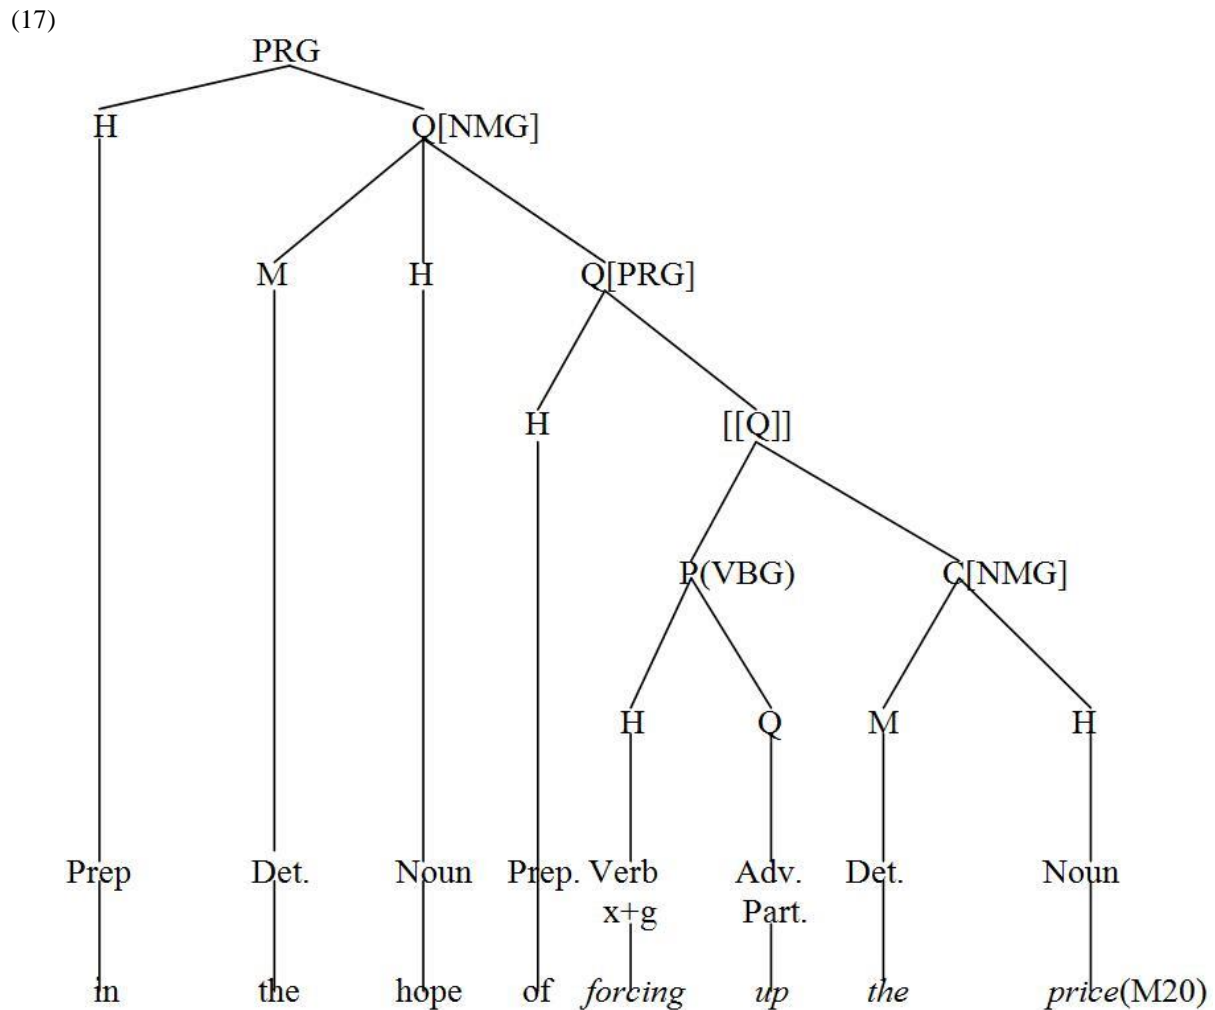 (17)
PRG
H Q[NMG]
M H Q[PRG]
H [[Q]]
P(VBG) C[NMG]
H Q M H
Prep Det. Noun Prep. Verb Adv. Det. Noun
x+g Part.
in the hope of forcing up the price(M20)